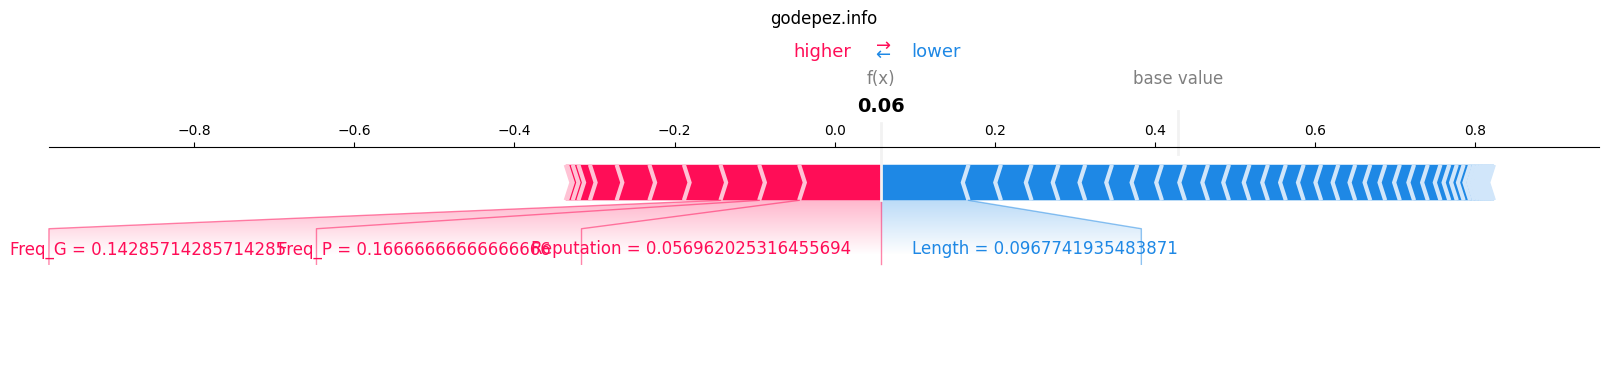 godepez.info
higher ⇄ lower
f(x) base value
0.06
−0.8 −0.6 −0.4 −0.2 0.0 0.2 0.4 0.6 0.8
Freq_G = 0.14285714285714285 Freq_P = 0.16666666666666666 Reputation = 0.056962025316455694 Length = 0.0967741935483871